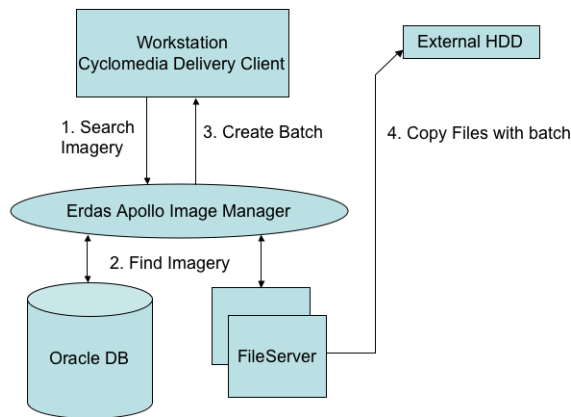 Workstation
Cyclomedia Delivery Client
External HDD
1. Search
Imagery
3. Create Batch
4. Copy Files with batch
Erdas Apollo Image Manager
2. Find Imagery
Oracle DB
FileServer